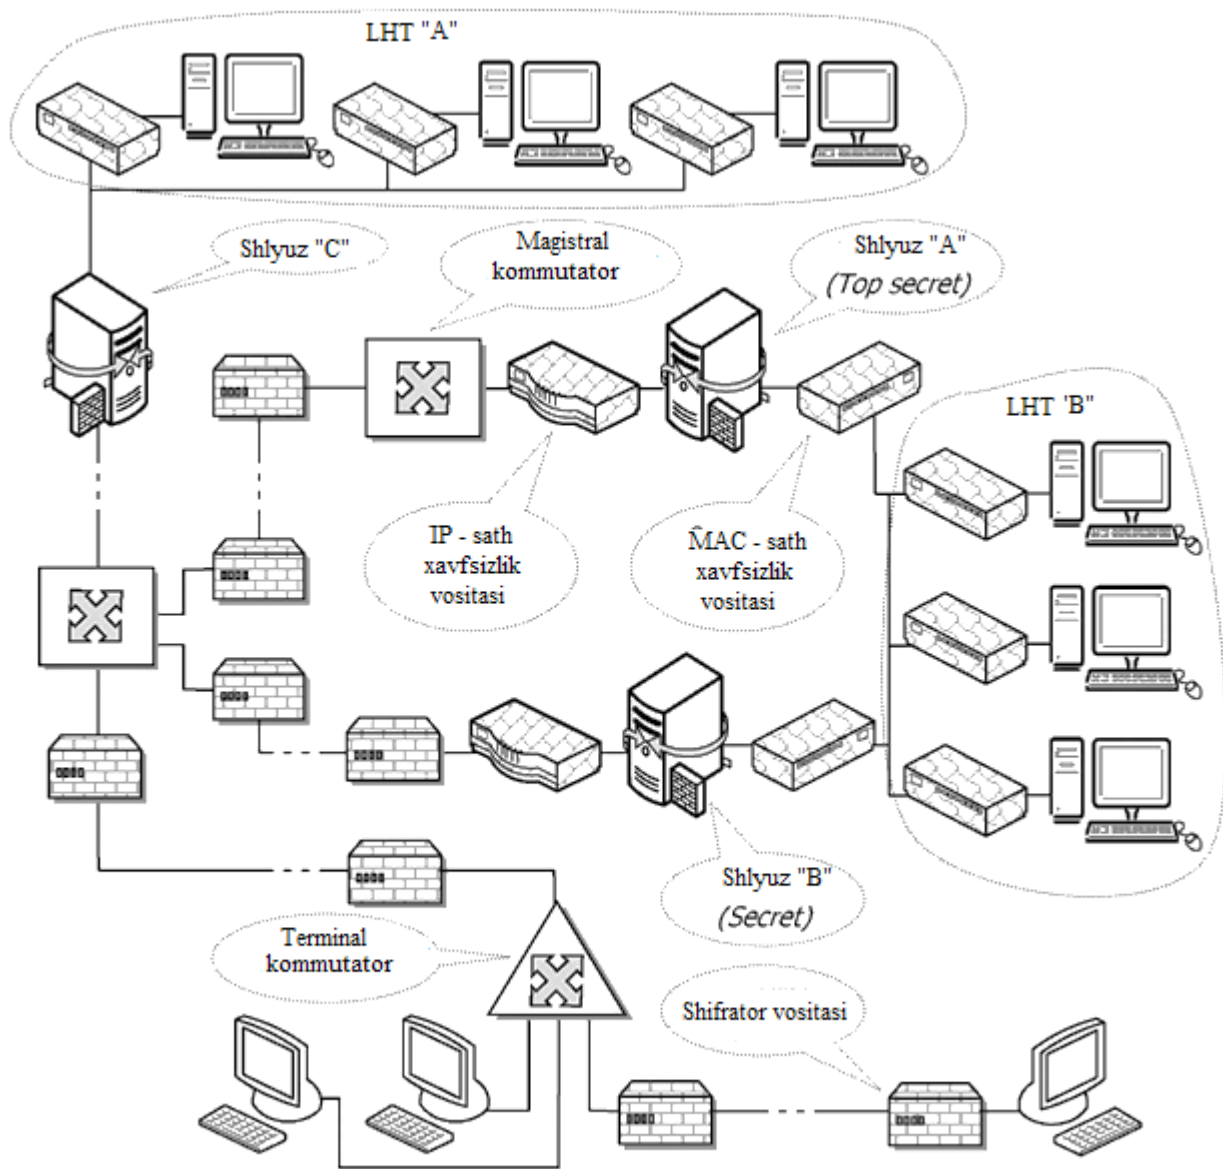 LHT "A"
Shlyuz "C"
Magistral
kommutator
Shlyuz "A"
(Top secret)
LHT 'B"
IP - sath
xavfsizlik
vositasi
MAC - sath
xavfsizlik
vositasi
Shlyuz "B"
(Secret)
Terminal
kommutator
Shifrator vositasi